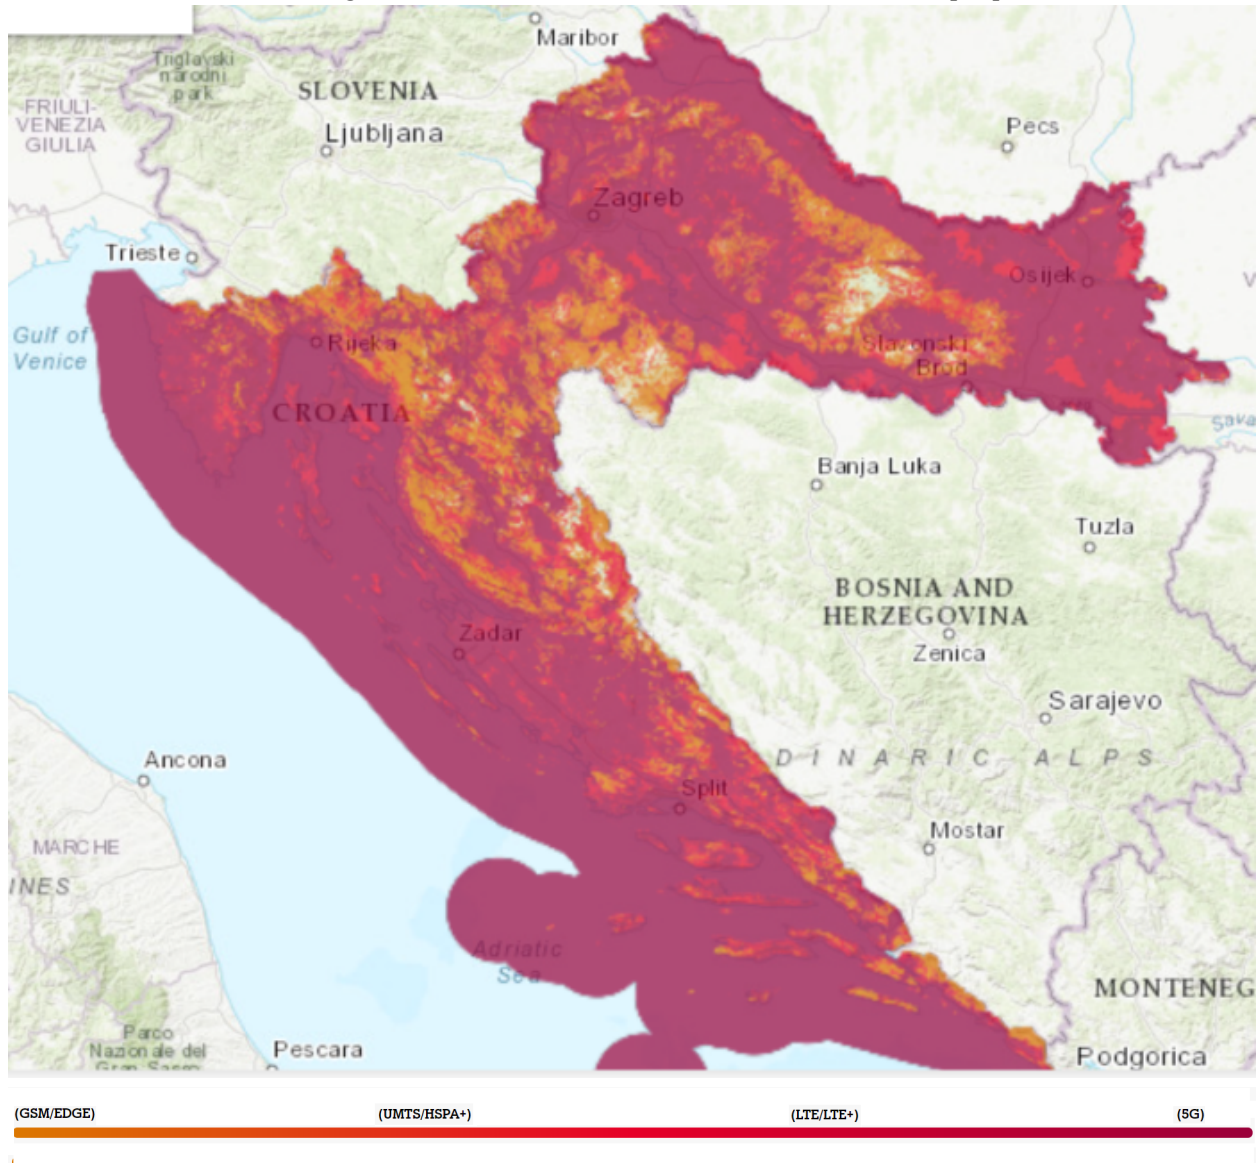 Maribor
Triglavski
narodni
park
SLOVENIA
FRIULI-
VENEZIA
GIULIA
Ljubljana
Pecs
Zagreb
Trieste
Osijek
V
Gulf of
Venice
Rijeka
Slavonski
Brod
CROATIA
Sava
Banja Luka
Tuzla
BOSNIA AND
HERZEGOVINA
Zadar
Zenica
Sarajevo
DINARIC ALPS
Ancona
Split
Mostar
MARCHE
INES
Adriatic
Sea
MONTENEG
Parco
Nazionale del
Gran Sasso
Pescara
Podgorica
(GSM/EDGE) (UMTS/HSPA+) (LTE/LTE+) (5G)